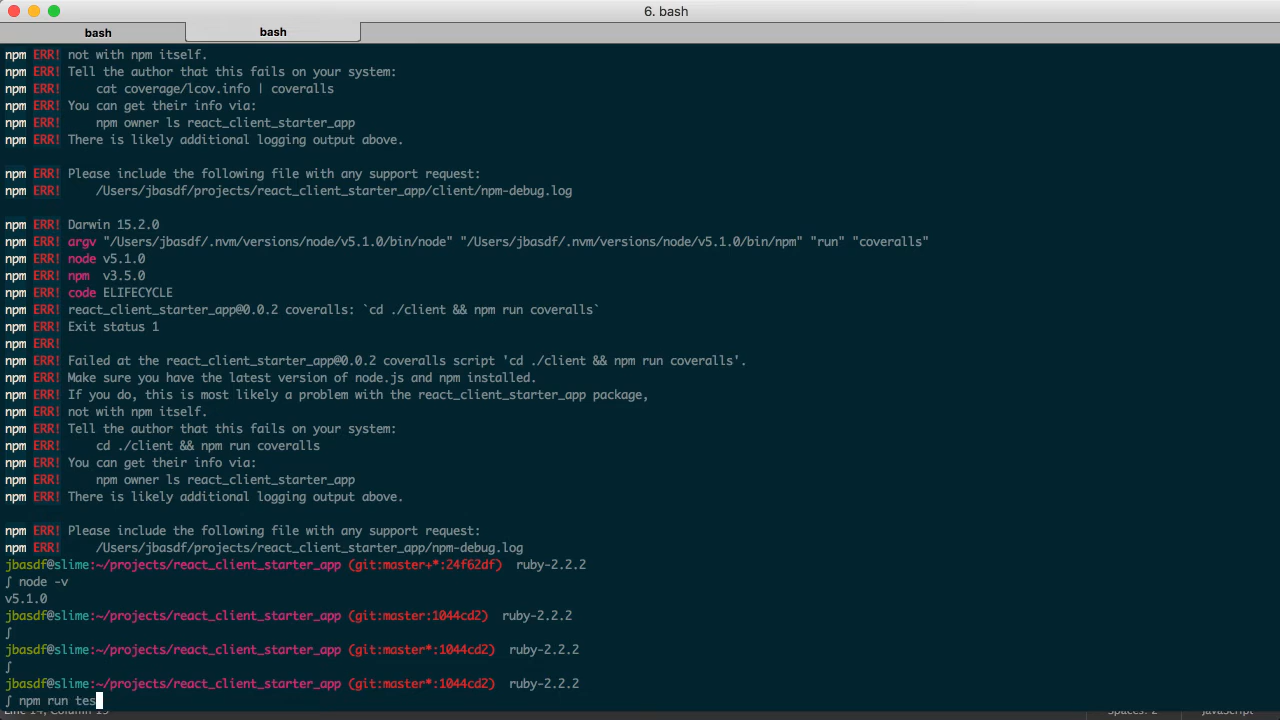 6. bash
bash bash
npm ERR! not with npm itself.
npm ERR! Tell the author that this fails on your system:
npm ERR!     cat coverage/lcov.info | coveralls
npm ERR! You can get their info via:
npm ERR!     npm owner ls react_client_starter_app
npm ERR! There is likely additional logging output above.
npm ERR! Please include the following file with any support request:
npm ERR!     /Users/jbasdf/projects/react_client_starter_app/client/npm-debug.log
npm ERR! Darwin 15.2.0
npm ERR! argv "/Users/jbasdf/.nvm/versions/node/v5.1.0/bin/node" "/Users/jbasdf/.nvm/versions/node/v5.1.0/bin/npm" "run" "coveralls"
npm ERR! node v5.1.0
npm ERR! npm  v3.5.0
npm ERR! code ELIFECYCLE
npm ERR! react_client_starter_app@0.0.2 coveralls: `cd ./client && npm run coveralls`
npm ERR! Exit status 1
npm ERR!
npm ERR! Failed at the react_client_starter_app@0.0.2 coveralls script 'cd ./client && npm run coveralls'.
npm ERR! Make sure you have the latest version of node.js and npm installed.
npm ERR! If you do, this is most likely a problem with the react_client_starter_app package,
npm ERR! not with npm itself.
npm ERR! Tell the author that this fails on your system:
npm ERR!     cd ./client && npm run coveralls
npm ERR! You can get their info via:
npm ERR!     npm owner ls react_client_starter_app
npm ERR! There is likely additional logging output above.
npm ERR! Please include the following file with any support request:
npm ERR!     /Users/jbasdf/projects/react_client_starter_app/npm-debug.log
jbasdf@slime:~/projects/react_client_starter_app (git:master+*:24f62df)  ruby-2.2.2
∫ node -v
v5.1.0
jbasdf@slime:~/projects/react_client_starter_app (git:master:1044cd2)  ruby-2.2.2
∫
jbasdf@slime:~/projects/react_client_starter_app (git:master*:1044cd2)  ruby-2.2.2
∫
jbasdf@slime:~/projects/react_client_starter_app (git:master*:1044cd2)  ruby-2.2.2
∫ npm run tes